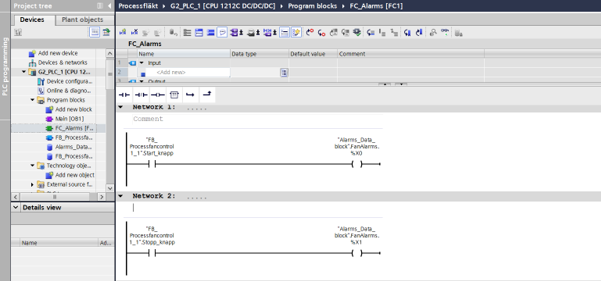 Project tree
Processfläkt ▸ G2_PLC_1 [CPU 1212C DC/DC/DC] ▸ Program blocks ▸ FC_Alarms [FC1]
Devices
Plant objects
PLC programming
Add new device
Devices & networks
G2_PLC_1 [CPU 12...
Device configura...
Online & diagno...
Program blocks
Add new block
Main [OB1]
FC_Alarms [F...
FB_Processfa...
Alarms_Data...
FB_Processfa...
Technology obje...
Add new object
External source f...
Details view
Name
Ad...
FC_Alarms
Name
Data type
Default value
Comment
1
Input
2
<Add new>
3
Output
Network 1: .....
Comment
"FB_
Processfancontrol
1_1".Start_knapp
"Alarms_Data_
block".FanAlarms.
%X0
Network 2: .....
"FB_
Processfancontrol
1_1".Stopp_knapp
"Alarms_Data_
block".FanAlarms.
%X1